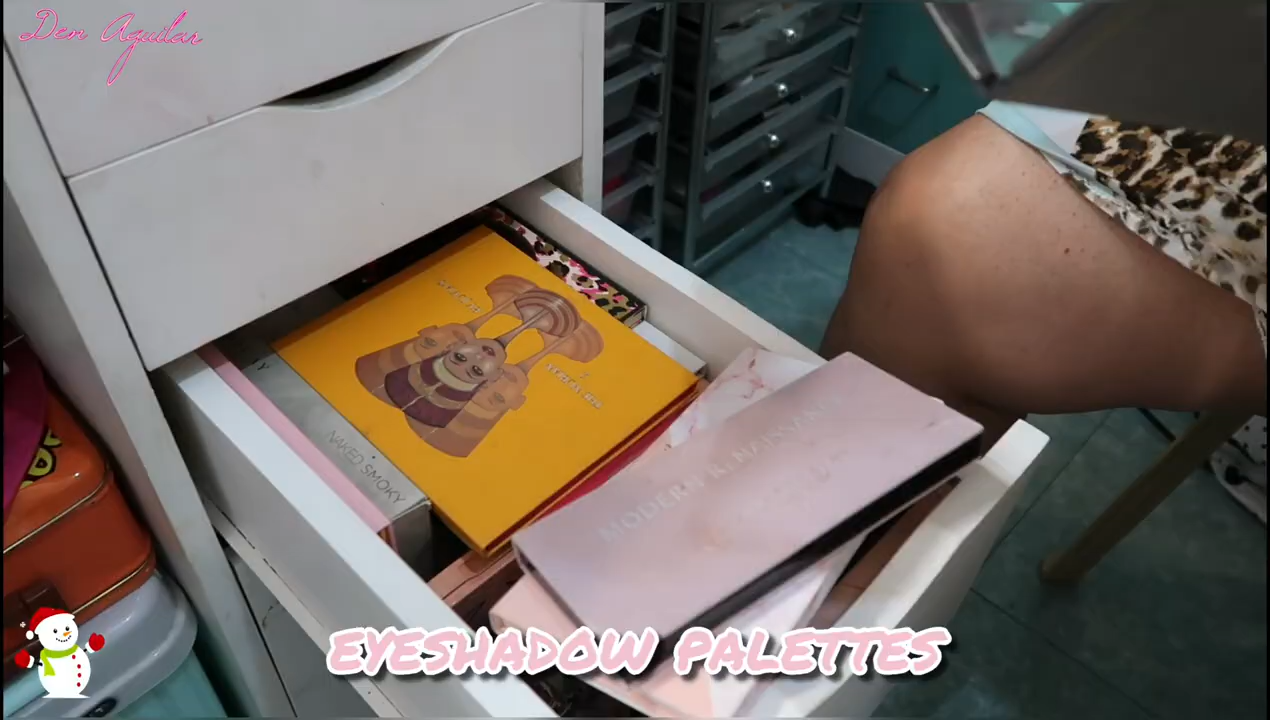 Dem Aguilar
NAKED SMOKY
MODERN RENAISSANCE
EYESHADOW PALETTES